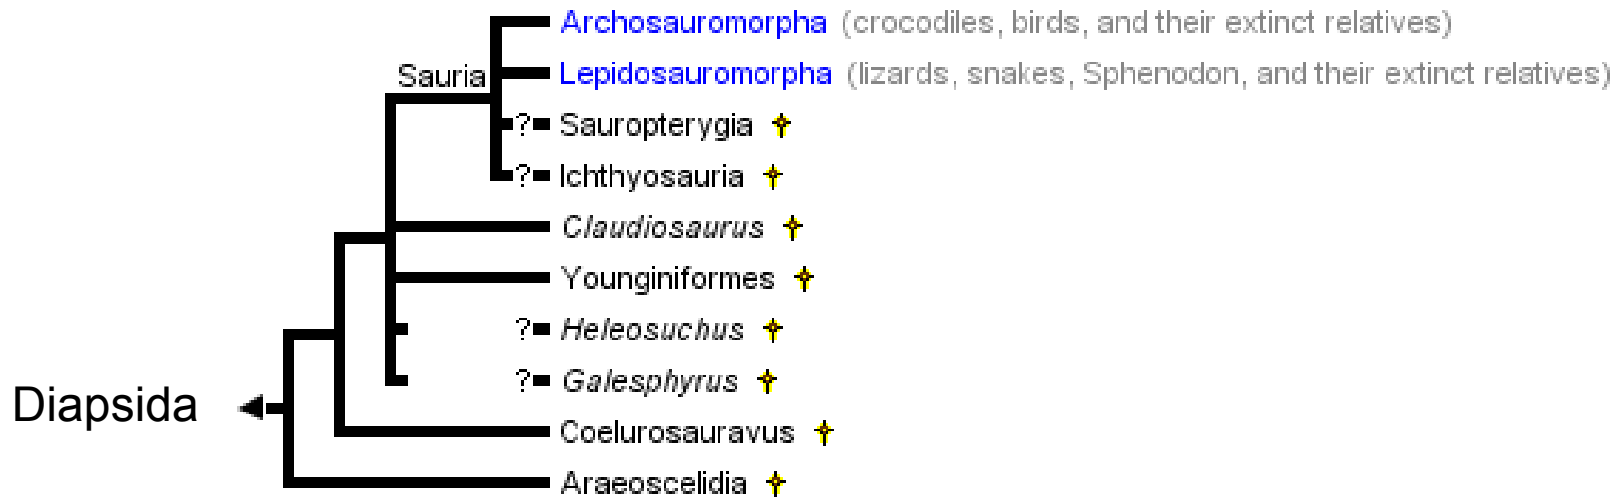 Archosauromorpha (crocodiles, birds, and their extinct relatives)
Sauria
Lepidosauromorpha (lizards, snakes, Sphenodon, and their extinct relatives)
? Sauropterygia †
? Ichthyosauria †
Claudiosaurus †
Younginiformes †
? Heleosuchus †
? Galesphyrus †
Diapsida
Coelurosauravus †
Araeoscelidia †